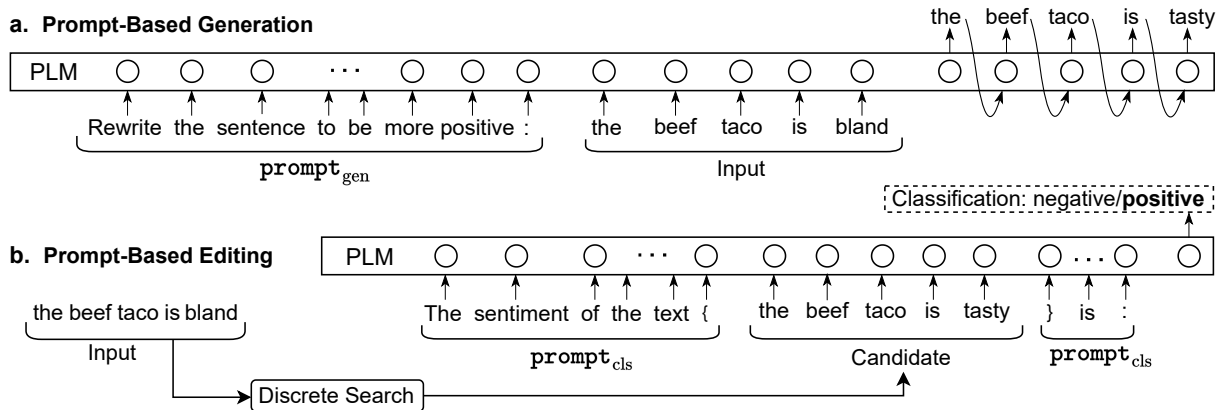 a. Prompt-Based Generation
the beef taco is tasty
PLM ...
Rewrite the sentence to be more positive : the beef taco is bland
prompt_gen Input
Classification: negative/positive
b. Prompt-Based Editing
PLM ... ...
the beef taco is bland
The sentiment of the text { the beef taco is tasty } is :
Input
prompt_cls Candidate prompt_cls
Discrete Search